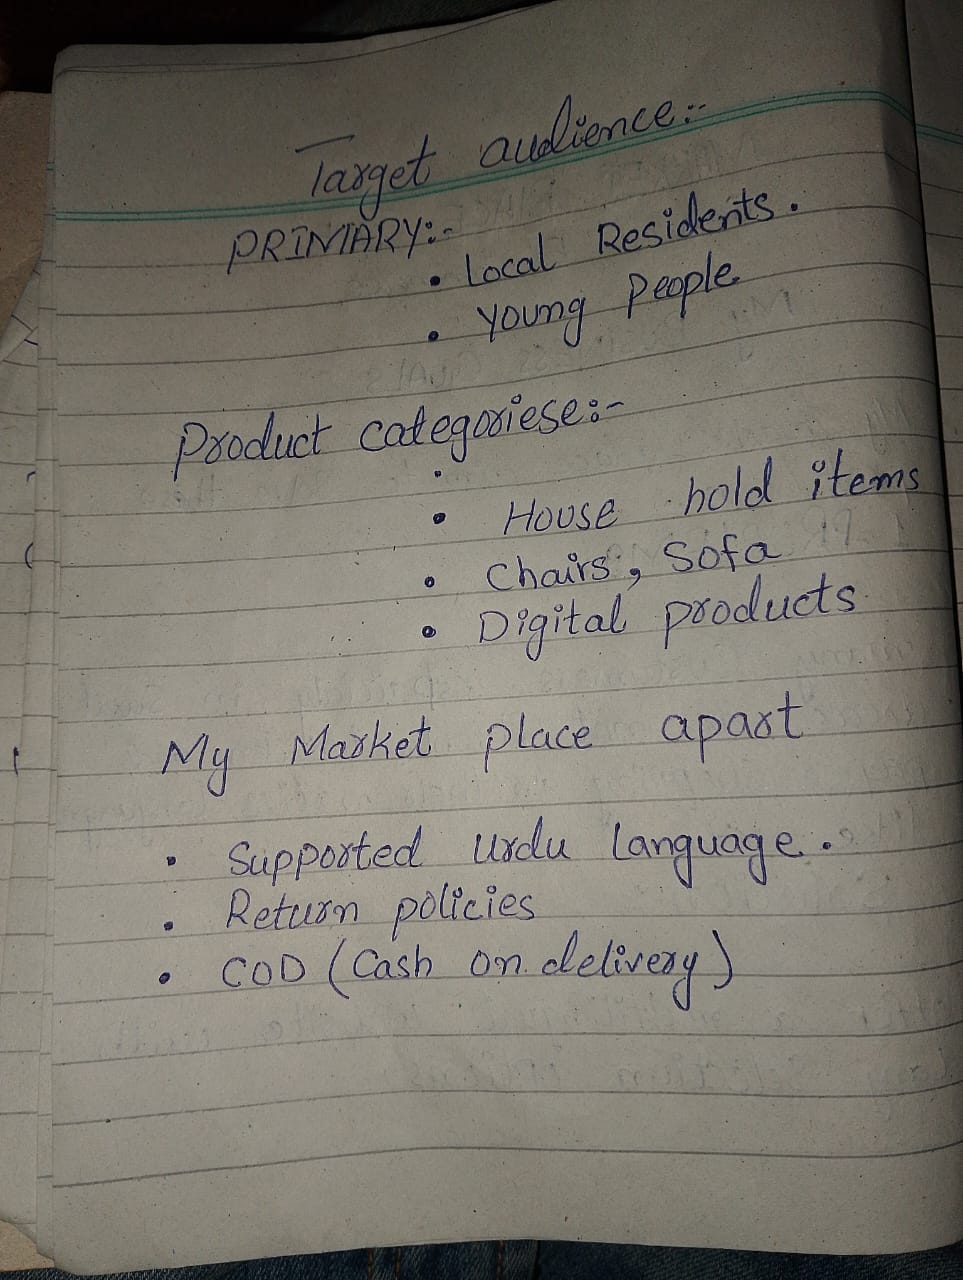 Target audience:-
PRIMARY:-
• Local Residents.
• Young People
Product categoriese:-
• House hold items
• Chairs, Sofa
• Digital products
My Market place apart
• Supported Urdu language.
• Return policies
• COD (Cash on delivery)